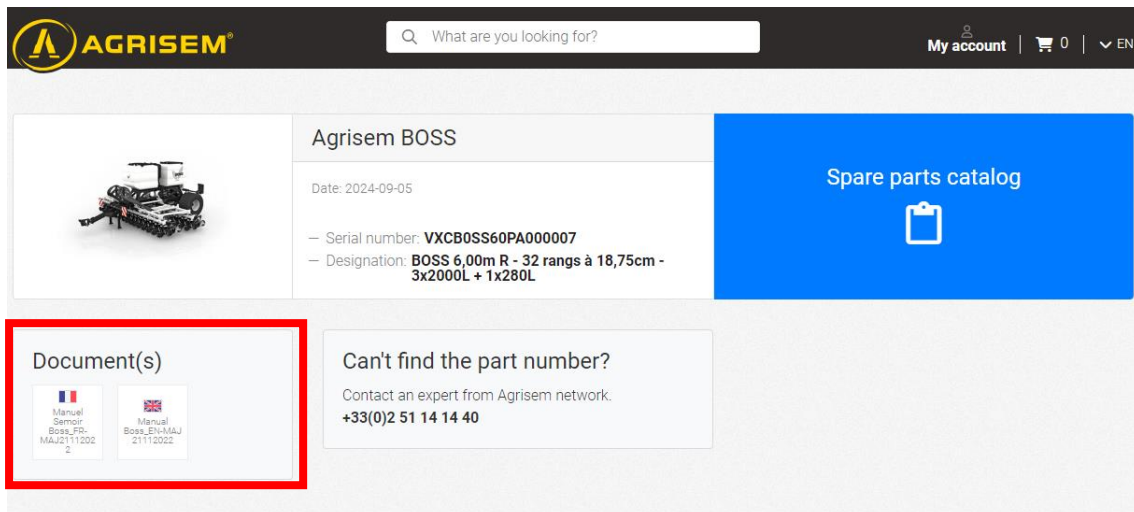 AGRISEM®
What are you looking for?
My account
0
EN
Agrisem BOSS
Date: 2024-09-05
— Serial number: VXCB0SS60PA000007
— Designation: BOSS 6,00m R - 32 rangs à 18,75cm -
3x2000L + 1x280L
Spare parts catalog
Document(s)
Manuel
Semoir
Boss_FR-
MAJ2111202
2
Manual
Boss_EN-MAJ
21112022
Can't find the part number?
Contact an expert from Agrisem network.
+33(0)2 51 14 14 40